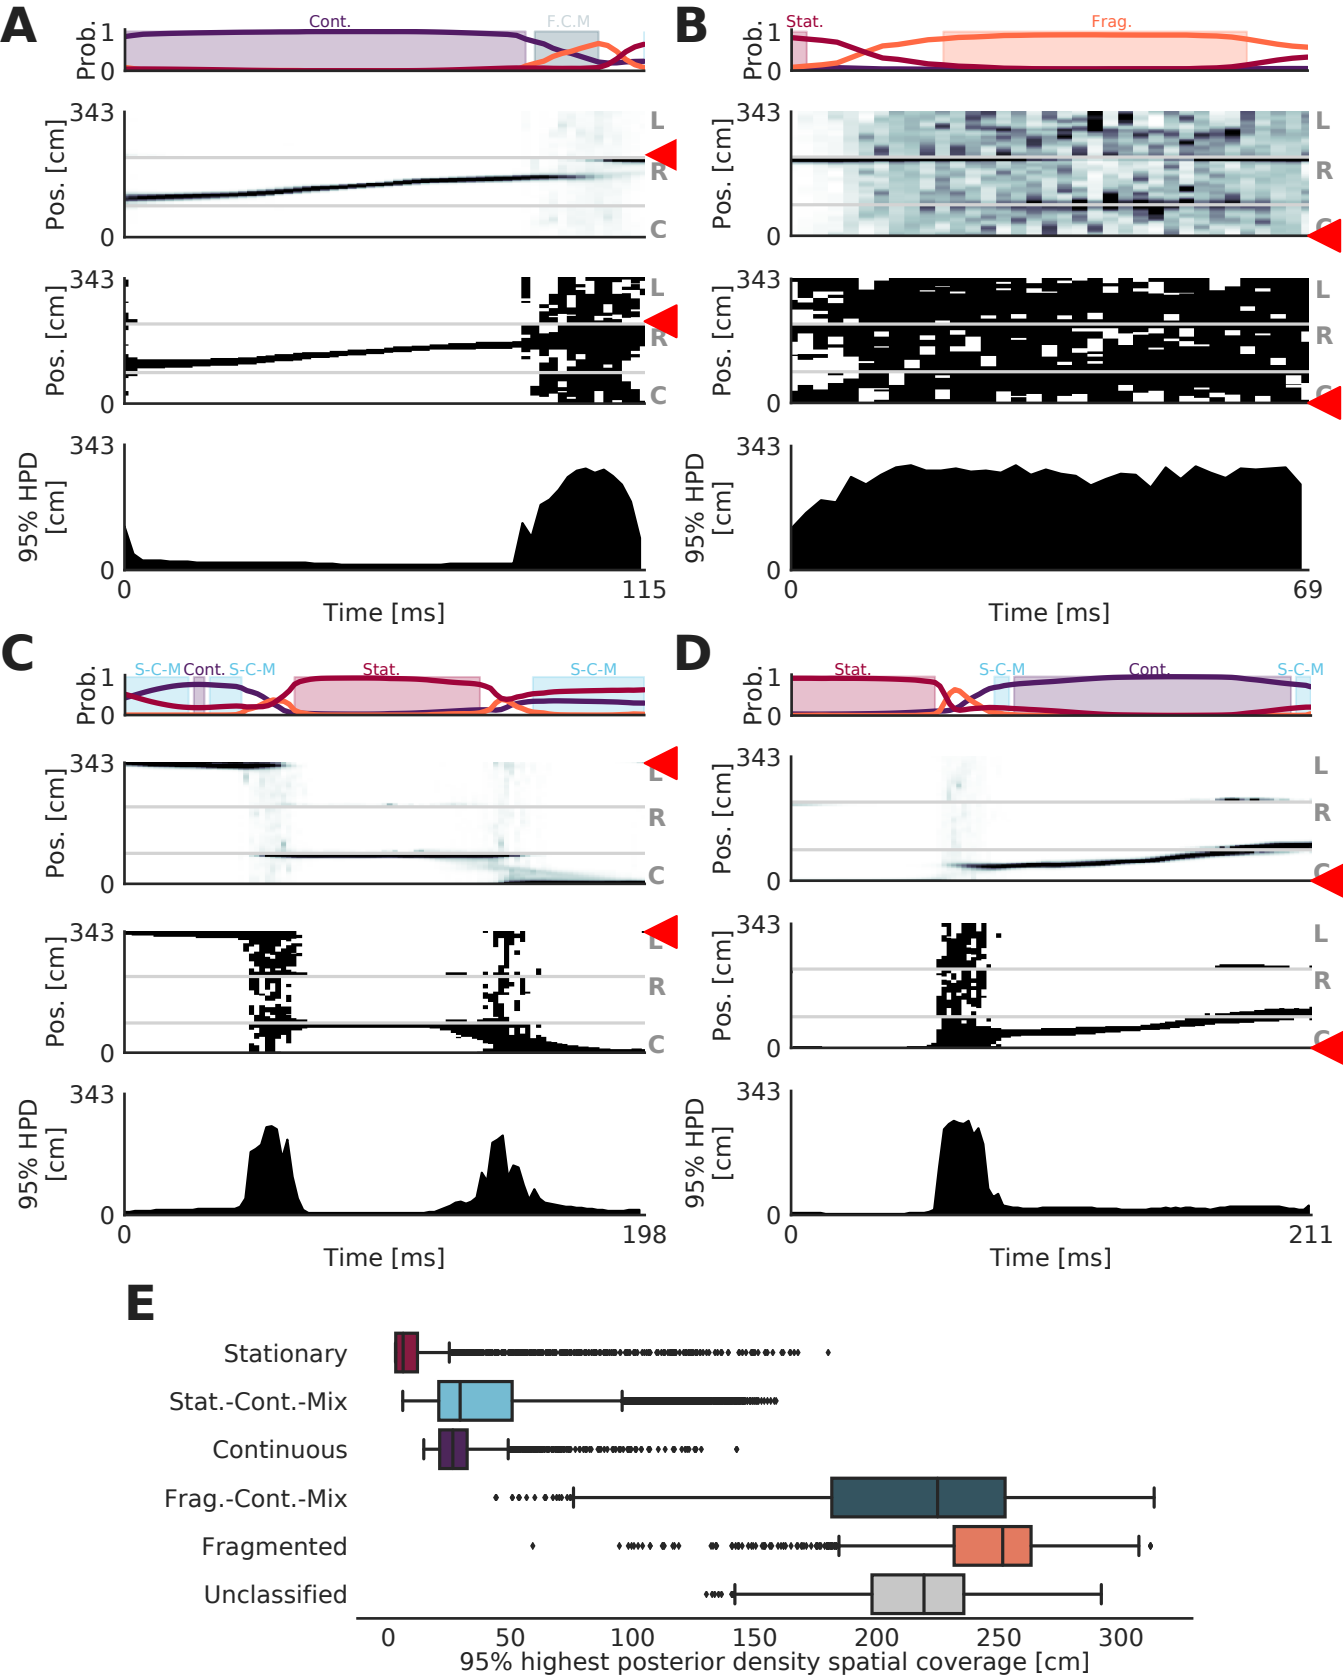 A
Cont.
F.C.M
Prob.
1
0
Pos. [cm]
343
0
L
R
C
Pos. [cm]
343
0
L
R
C
95% HPD
[cm]
343
0
0
115
Time [ms]
B
Stat.
Frag.
Prob.
1
0
Pos. [cm]
343
0
L
R
C
Pos. [cm]
343
0
L
R
C
95% HPD
[cm]
343
0
0
69
Time [ms]
C
S-C-M Cont. S-C-M
Stat.
S-C-M
Prob.
1
0
Pos. [cm]
343
0
L
R
C
Pos. [cm]
343
0
L
R
C
95% HPD
[cm]
343
0
0
198
Time [ms]
D
Stat.
S-C-M
Cont.
S-C-M
Prob.
1
0
Pos. [cm]
343
0
L
R
C
Pos. [cm]
343
0
L
R
C
95% HPD
[cm]
343
0
0
211
Time [ms]
E
Stationary
Stat.-Cont.-Mix
Continuous
Frag.-Cont.-Mix
Fragmented
Unclassified
0 50 100 150 200 250 300
95% highest posterior density spatial coverage [cm]